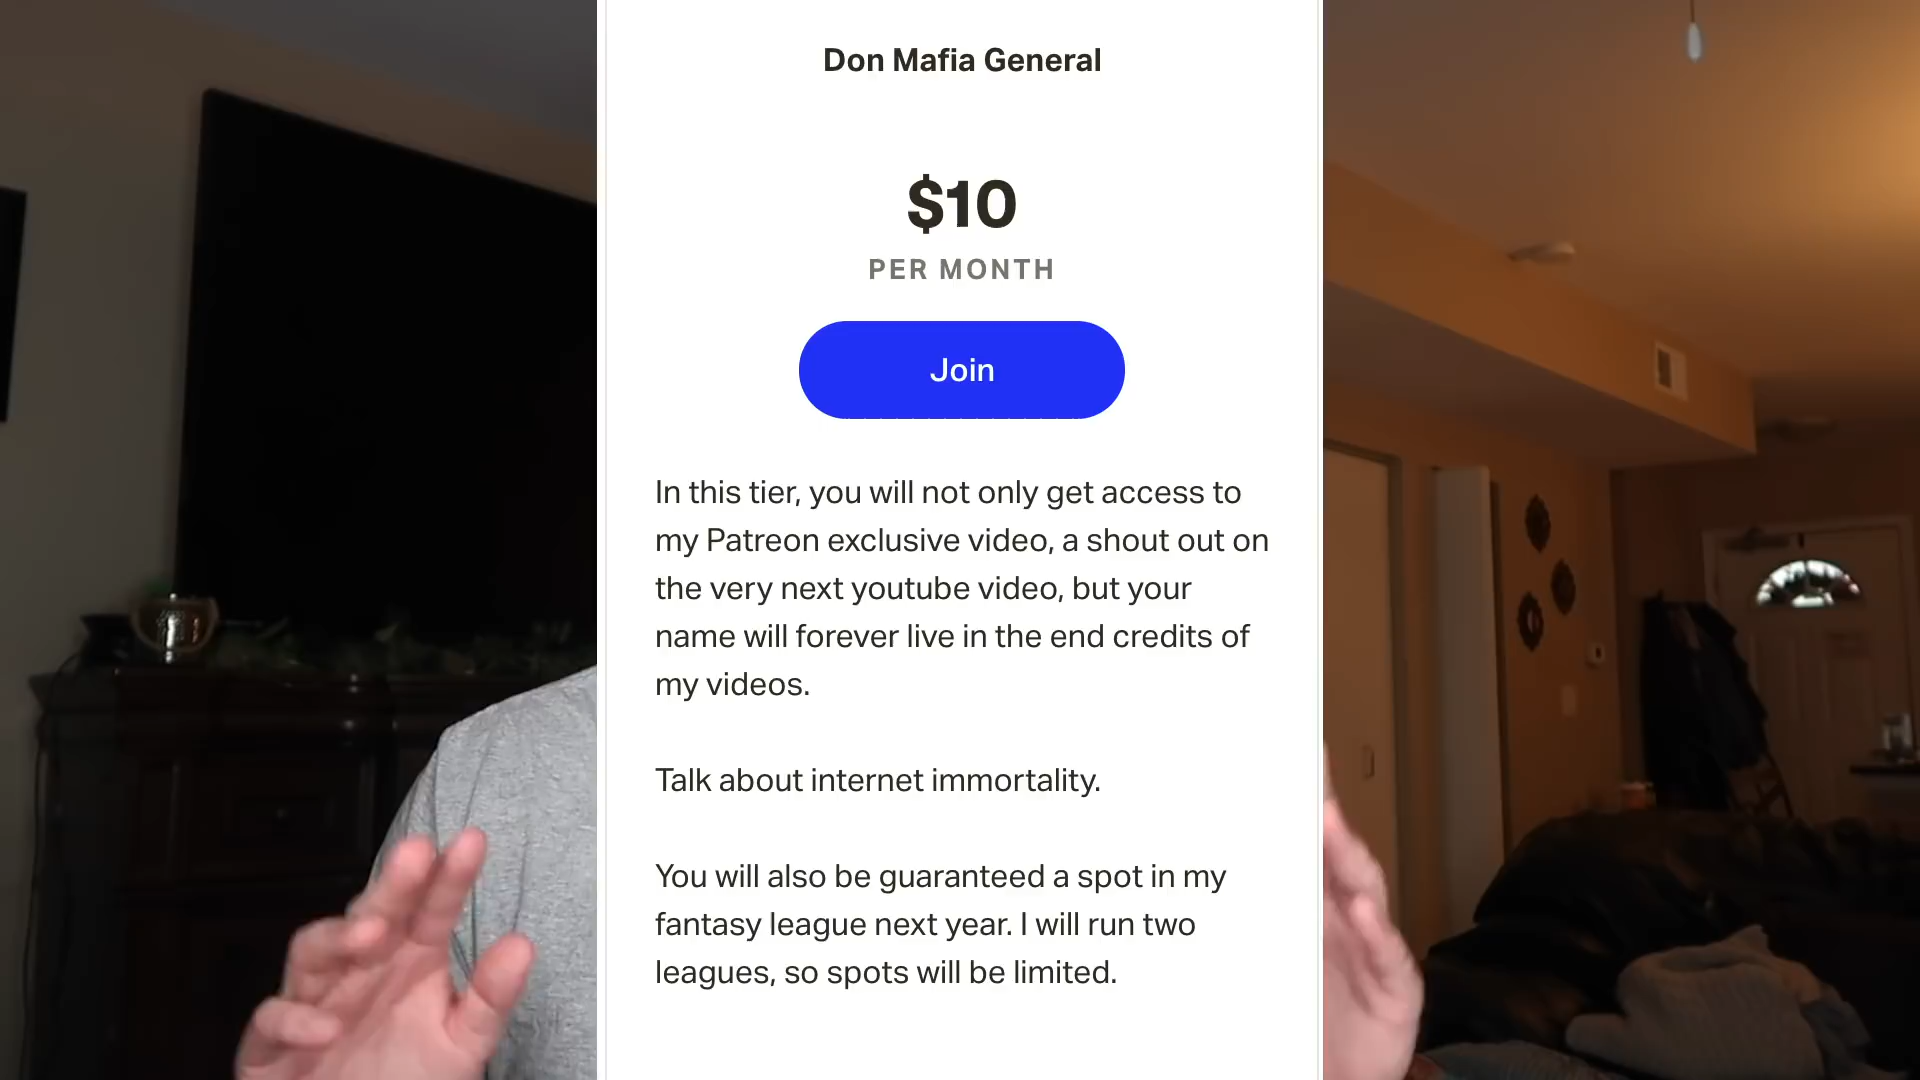 Don Mafia General
$10
PER MONTH
Join
In this tier, you will not only get access to
my Patreon exclusive video, a shout out on
the very next youtube video, but your
name will forever live in the end credits of
my videos.
Talk about internet immortality.
You will also be guaranteed a spot in my
fantasy league next year. I will run two
leagues, so spots will be limited.